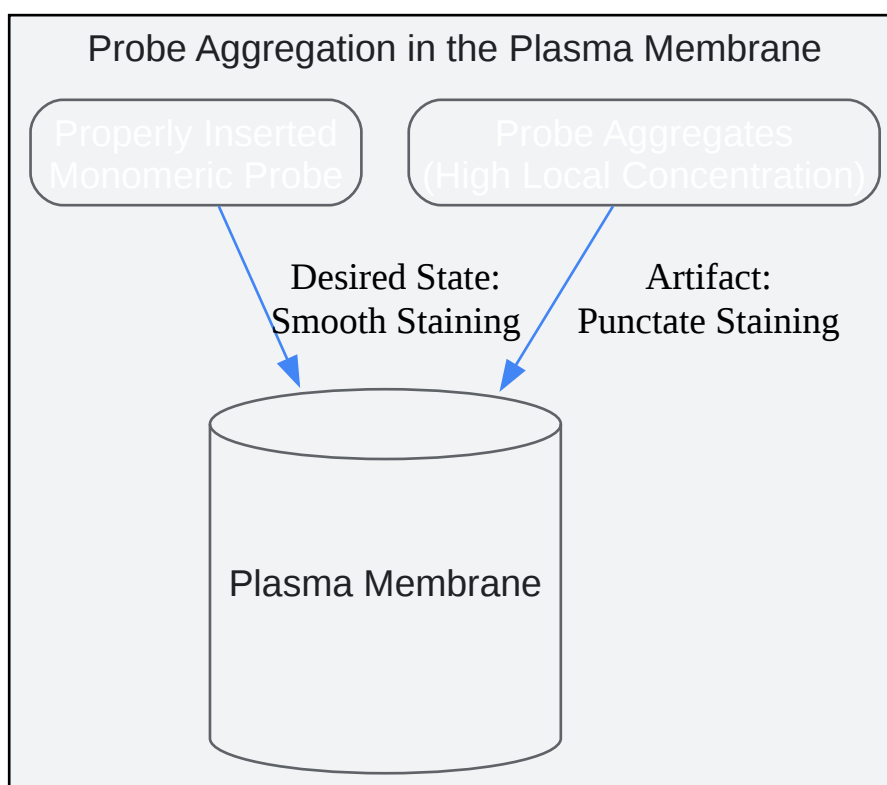 Probe Aggregation in the Plasma Membrane
Properly Inserted
Monomeric Probe
Probe Aggregates
(High Local Concentration)
Desired State:
Smooth Staining
Artifact:
Punctate Staining
Plasma Membrane